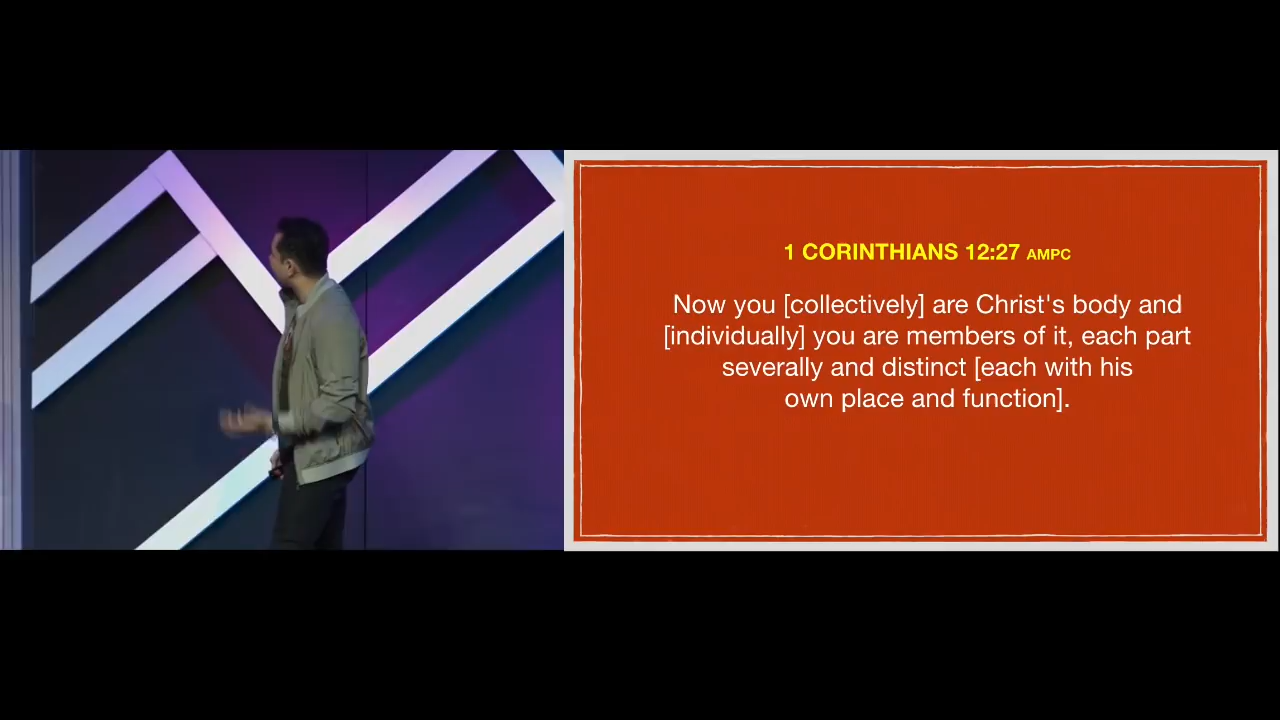 1 CORINTHIANS 12:27 AMPC
Now you [collectively] are Christ's body and
[individually] you are members of it, each part
severally and distinct [each with his
own place and function].